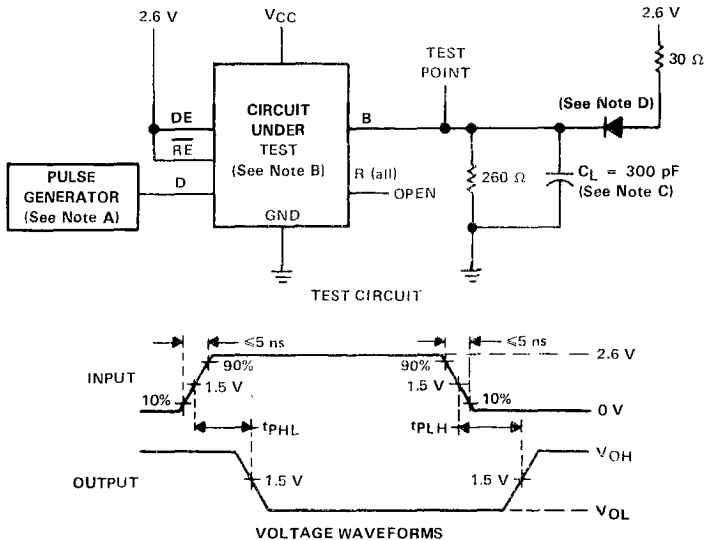 2.6 V
VCC
2.6 V
TEST
POINT
30 Ω
(See Note D)
DE
CIRCUIT
UNDER
TEST
(See Note B)
B
RE
PULSE
GENERATOR
(See Note A)
D
R (all)
OPEN
260 Ω
CL = 300 pF
(See Note C)
GND
TEST CIRCUIT
≤5 ns
≤5 ns
90%
90%
2.6 V
INPUT
1.5 V
1.5 V
10%
10%
0 V
tPHL
tPLH
VOH
OUTPUT
1.5 V
1.5 V
VOL
VOLTAGE WAVEFORMS